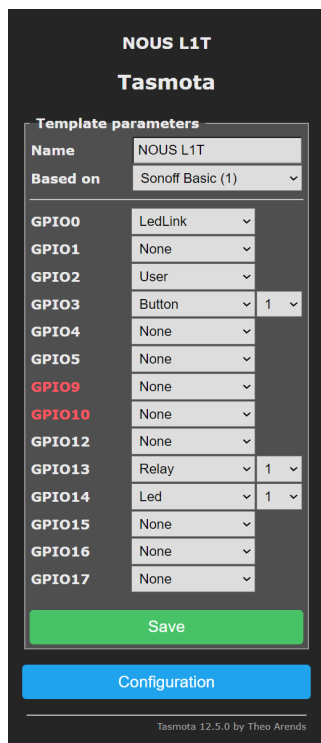 NOUS L1T
Tasmota
Template parameters
Name NOUS L1T
Based on Sonoff Basic (1)
GPIO0 LedLink
GPIO1 None
GPIO2 User
GPIO3 Button 1
GPIO4 None
GPIO5 None
GPIO9 None
GPIO10 None
GPIO12 None
GPIO13 Relay 1
GPIO14 Led 1
GPIO15 None
GPIO16 None
GPIO17 None
Save
Configuration
Tasmota 12.5.0 by Theo Arends